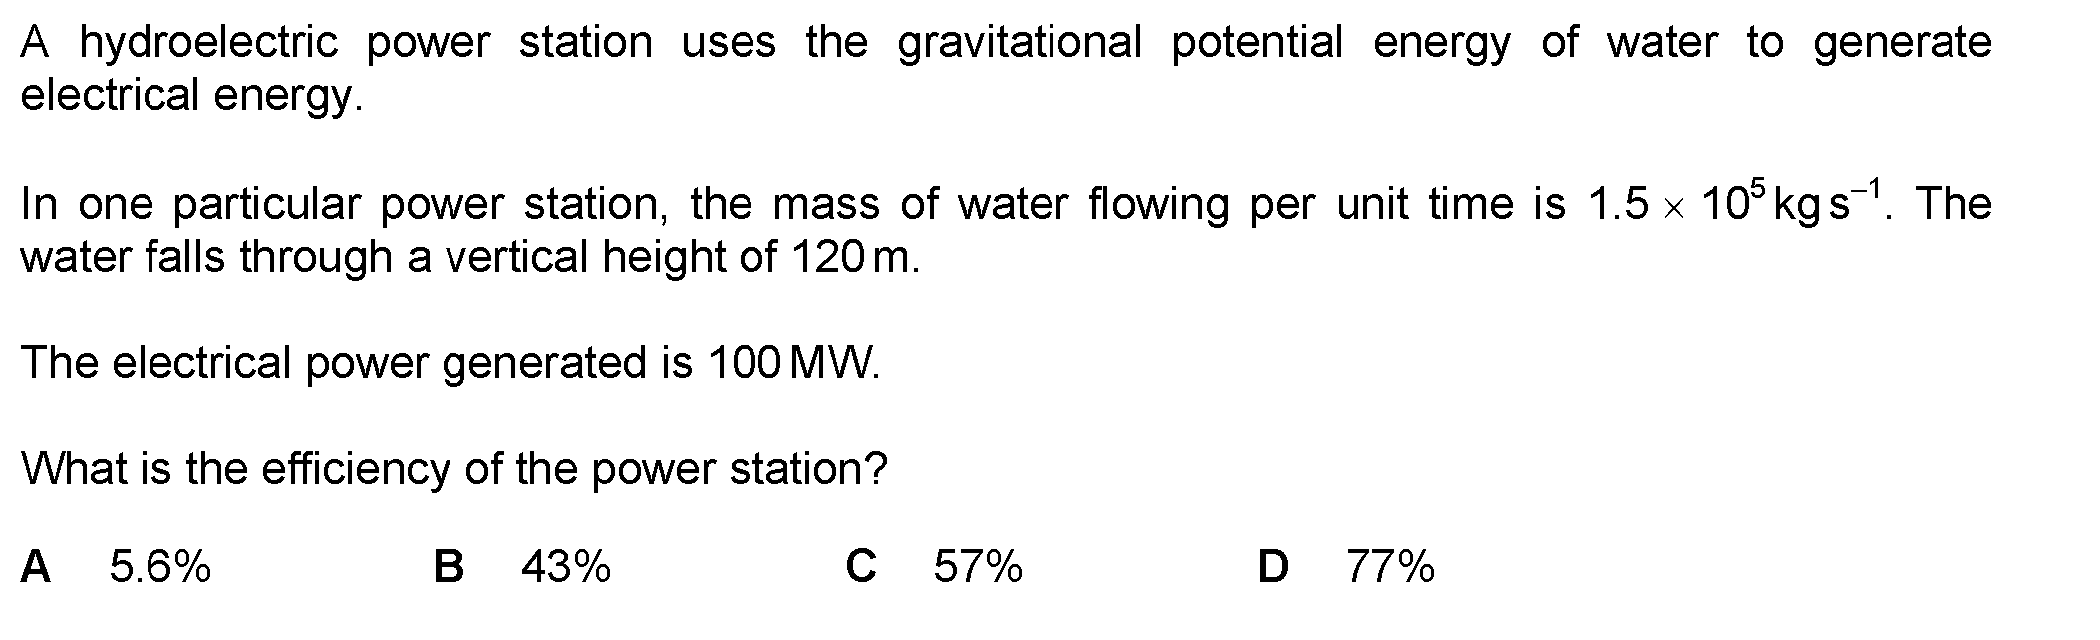 A hydroelectric power station uses the gravitational potential energy of water to generate
electrical energy.
In one particular power station, the mass of water flowing per unit time is 1.5 × 10⁵ kg s⁻¹. The
water falls through a vertical height of 120 m.
The electrical power generated is 100 MW.
What is the efficiency of the power station?
A 5.6% B 43% C 57% D 77%